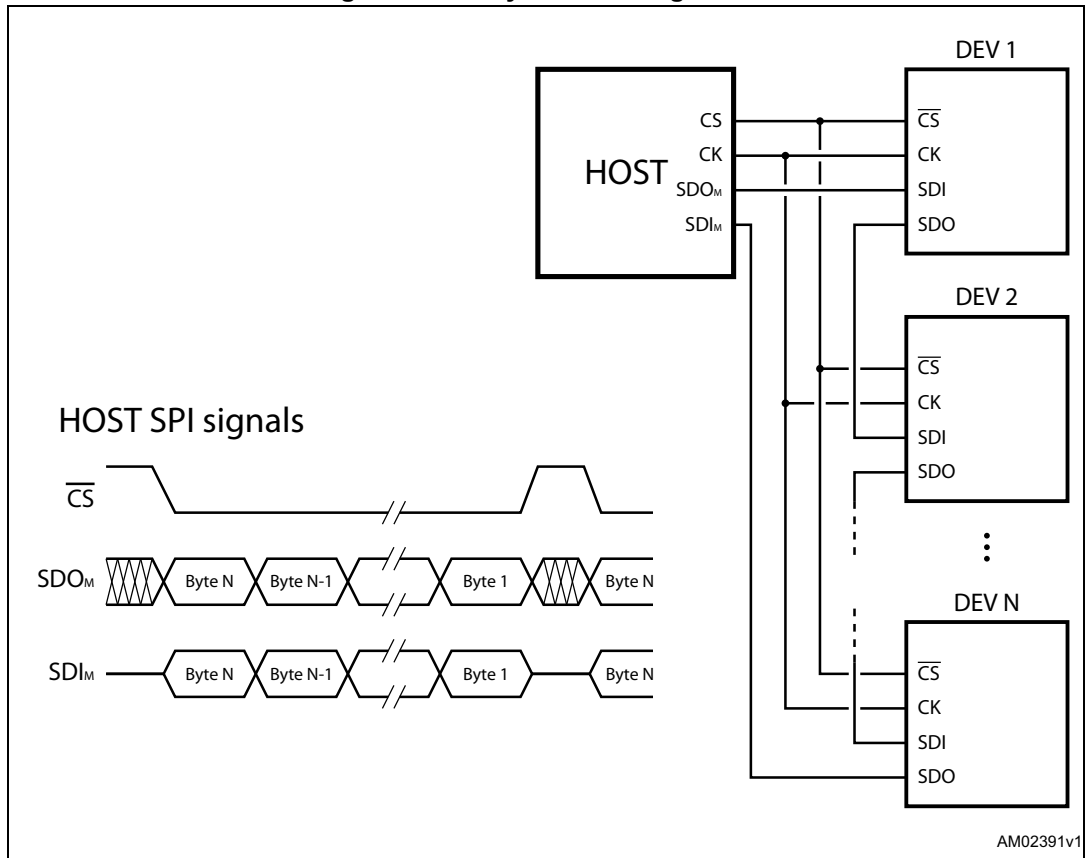 DEV 1
CS
CK
SDOM
SDIM
HOST
CS
CK
SDI
SDO
DEV 2
CS
CK
SDI
SDO
DEV N
CS
CK
SDI
SDO
HOST SPI signals
CS
SDOM
Byte N
Byte N-1
Byte 1
Byte N
SDIM
Byte N
Byte N-1
Byte 1
Byte N
AM02391v1